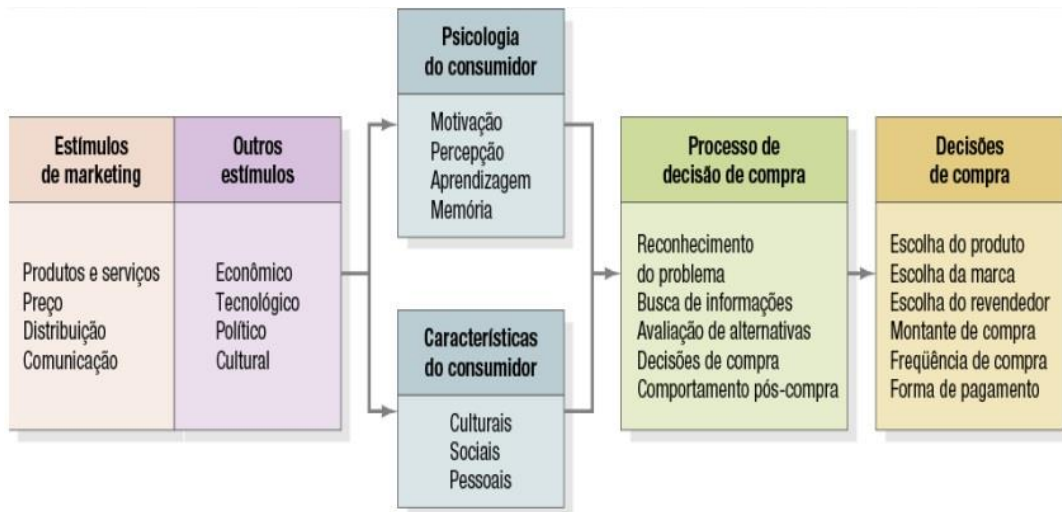 Estímulos
de marketing
Produtos e serviços
Preço
Distribuição
Comunicação
Outros
estímulos
Econômico
Tecnológico
Político
Cultural
Psicologia
do consumidor
Motivação
Percepção
Aprendizagem
Memória
Características
do consumidor
Culturais
Sociais
Pessoais
Processo de
decisão de compra
Reconhecimento
do problema
Busca de informações
Avaliação de alternativas
Decisões de compra
Comportamento pós-compra
Decisões
de compra
Escolha do produto
Escolha da marca
Escolha do revendedor
Montante de compra
Freqüência de compra
Forma de pagamento